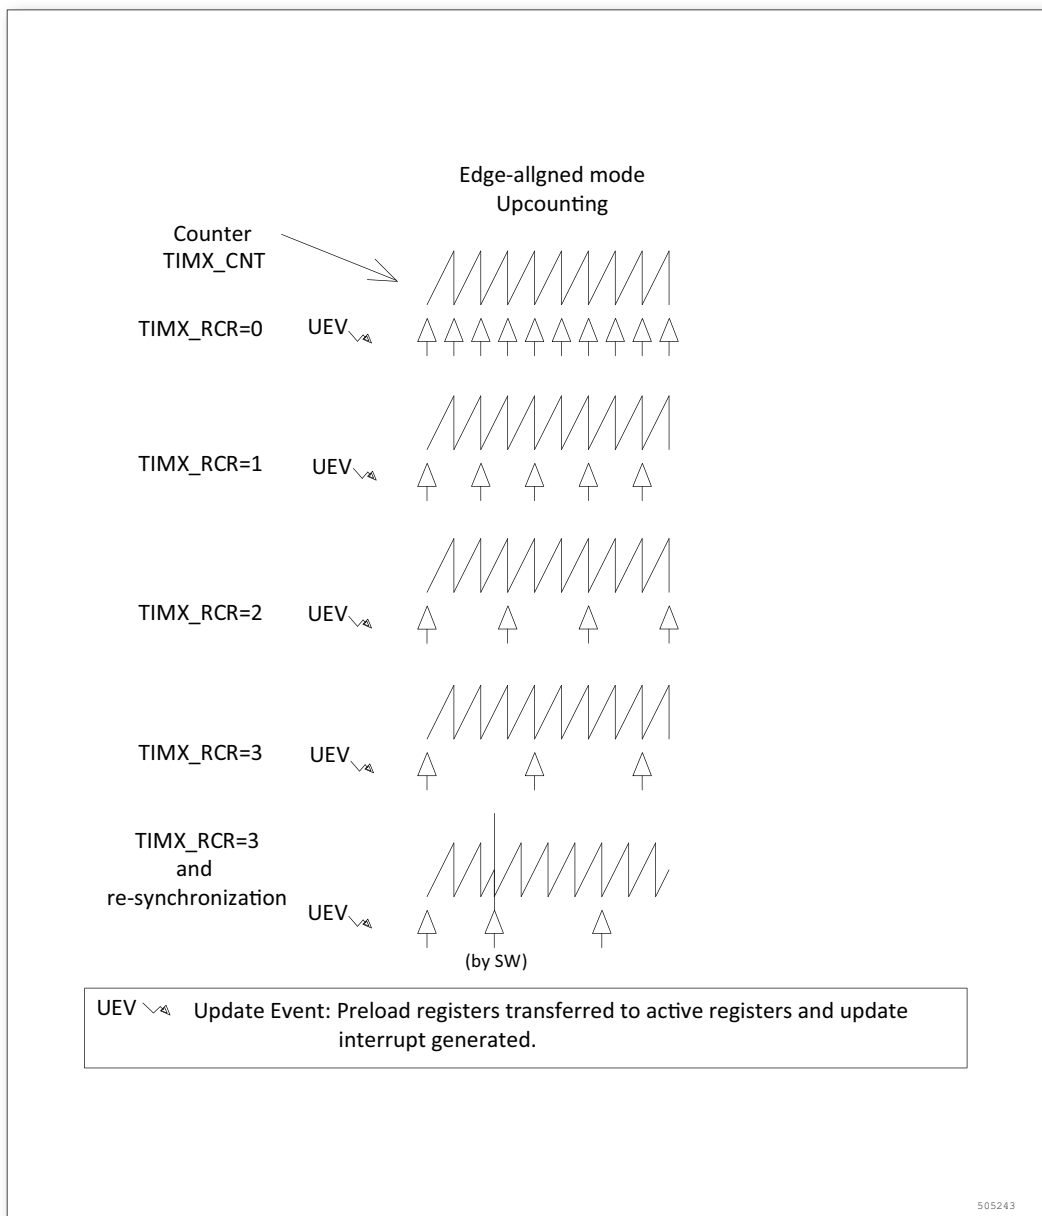 Edge-allgned mode
Upcounting
Counter
TIMX_CNT
TIMX_RCR=0 UEV
TIMX_RCR=1 UEV
TIMX_RCR=2 UEV
TIMX_RCR=3 UEV
TIMX_RCR=3
and
re-synchronization
UEV
(by SW)
UEV Update Event: Preload registers transferred to active registers and update
interrupt generated.
505243